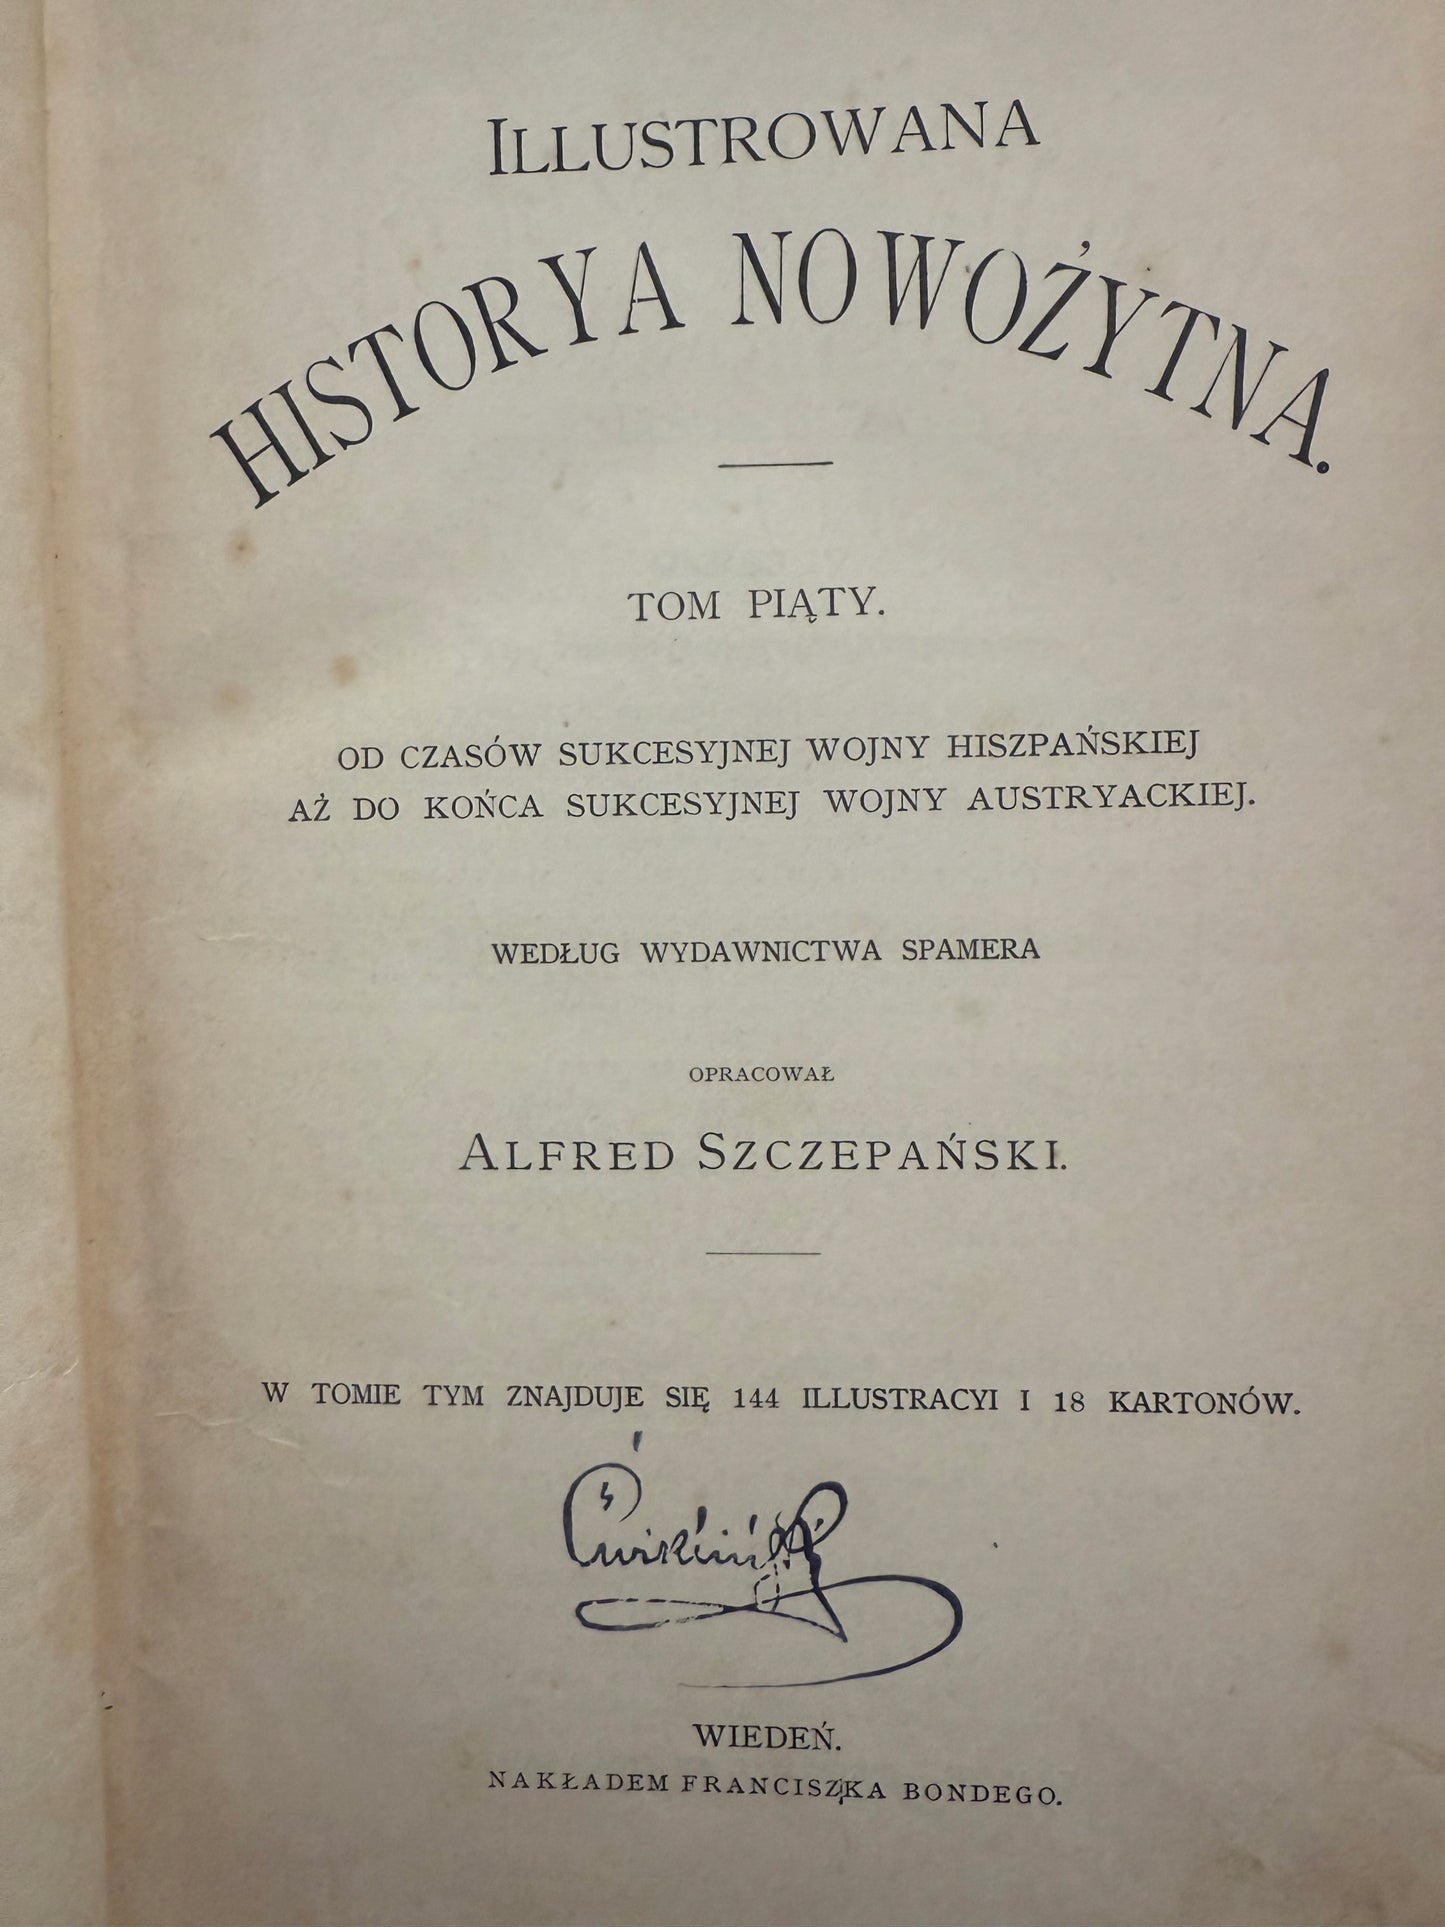 ILLUSTROWANA
HISTORYA NOWOŻYTNA.
TOM PIĄTY.
OD CZASÓW SUKCESYJNEJ WOJNY HISZPAŃSKIEJ
AŻ DO KOŃCA SUKCESYJNEJ WOJNY AUSTRYACKIEJ.
WEDŁUG WYDAWNICTWA SPAMERA
OPRACOWAŁ
ALFRED SZCZEPAŃSKI.
W TOMIE TYM ZNAJDUJE SIĘ 144 ILLUSTRACYI I 18 KARTONÓW.
WIEDEŃ.
NAKŁADEM FRANCISZKA BONDEGO.